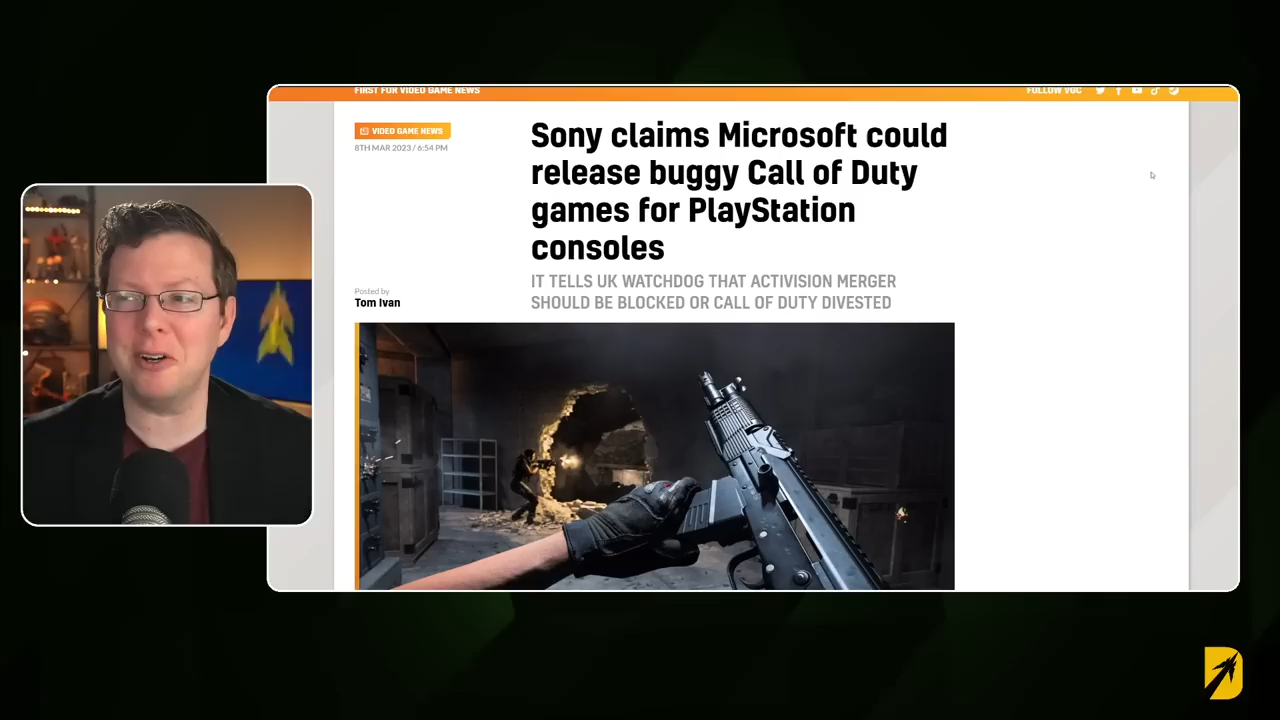 FIRST FOR VIDEO GAME NEWS
FOLLOW VGC
VIDEO GAME NEWS
8TH MAR 2023 / 6:54 PM
Sony claims Microsoft could
release buggy Call of Duty
games for PlayStation
consoles
IT TELLS UK WATCHDOG THAT ACTIVISION MERGER
SHOULD BE BLOCKED OR CALL OF DUTY DIVESTED
Posted by
Tom Ivan